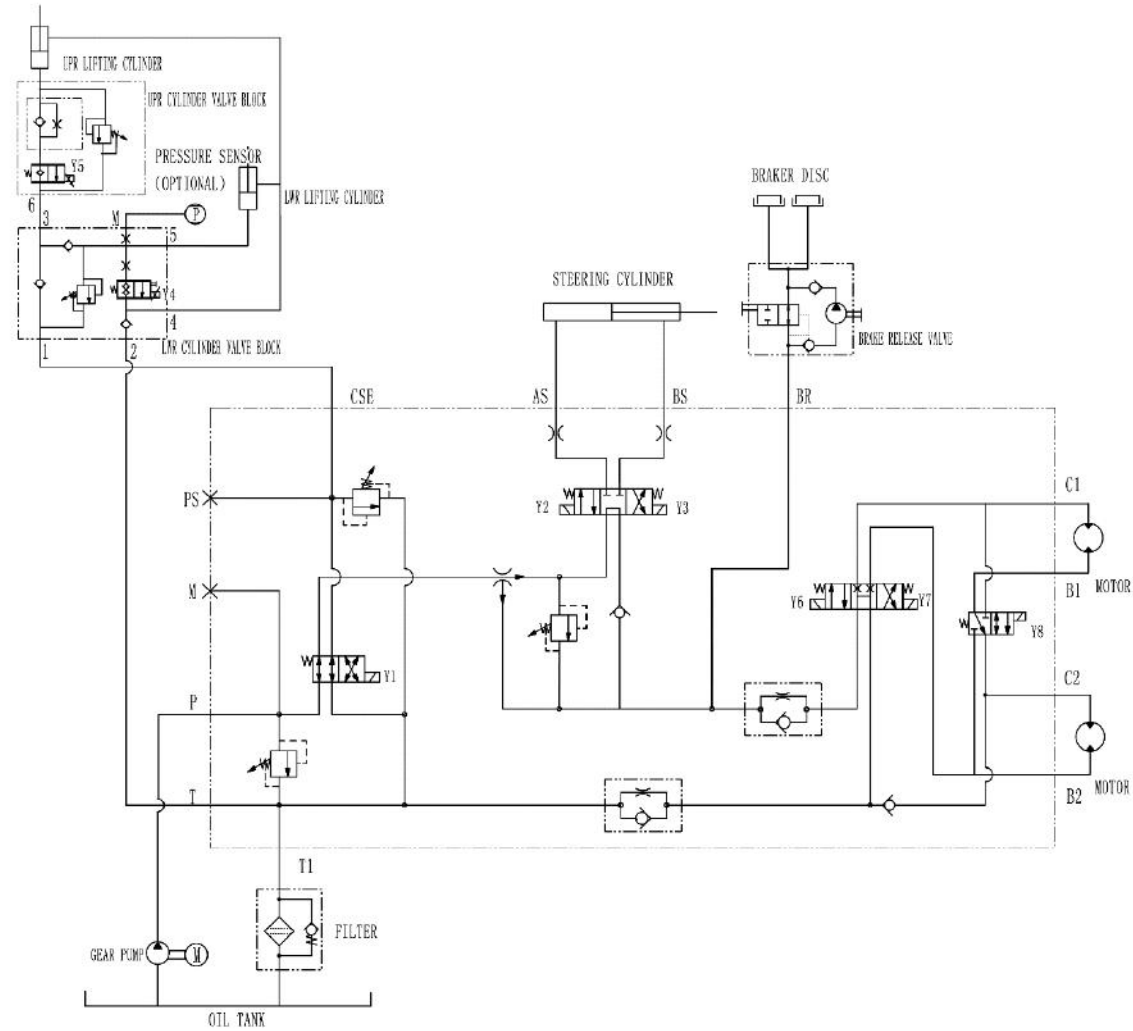 UPR LIFTING CYLINDER
UPR CYLINDER VALVE BLOCK
Y5
PRESSURE SENSOR
(OPTIONAL)
LWR LIFTING CYLINDER
6
3
M
P
5
Y4
4
1
2
LWR CYLINDER VALVE BLOCK
BRAKER DISC
STEERING CYLINDER
BRAKE RELEASE VALVE
CSE
AS
BS
BR
PS
Y2
Y3
C1
M
Y6
Y7
B1
MOTOR
Y8
Y1
P
C2
T
B2
MOTOR
T1
FILTER
GEAR PUMP
M
OIL TANK